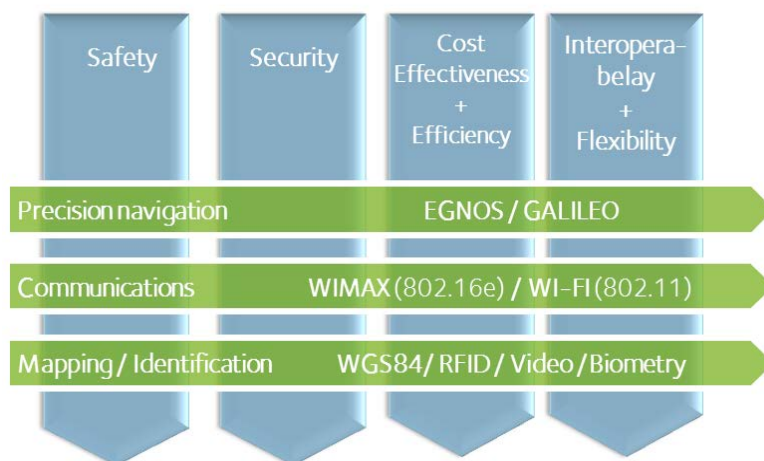 Safety
Security
Cost
Effectiveness
+
Efficiency
Interopera-
belay
+
Flexibility
Precision navigation EGNOS / GALILEO
Communications WIMAX (802.16e) / WI-FI (802.11)
Mapping / Identification WGS84/ RFID / Video /Biometry